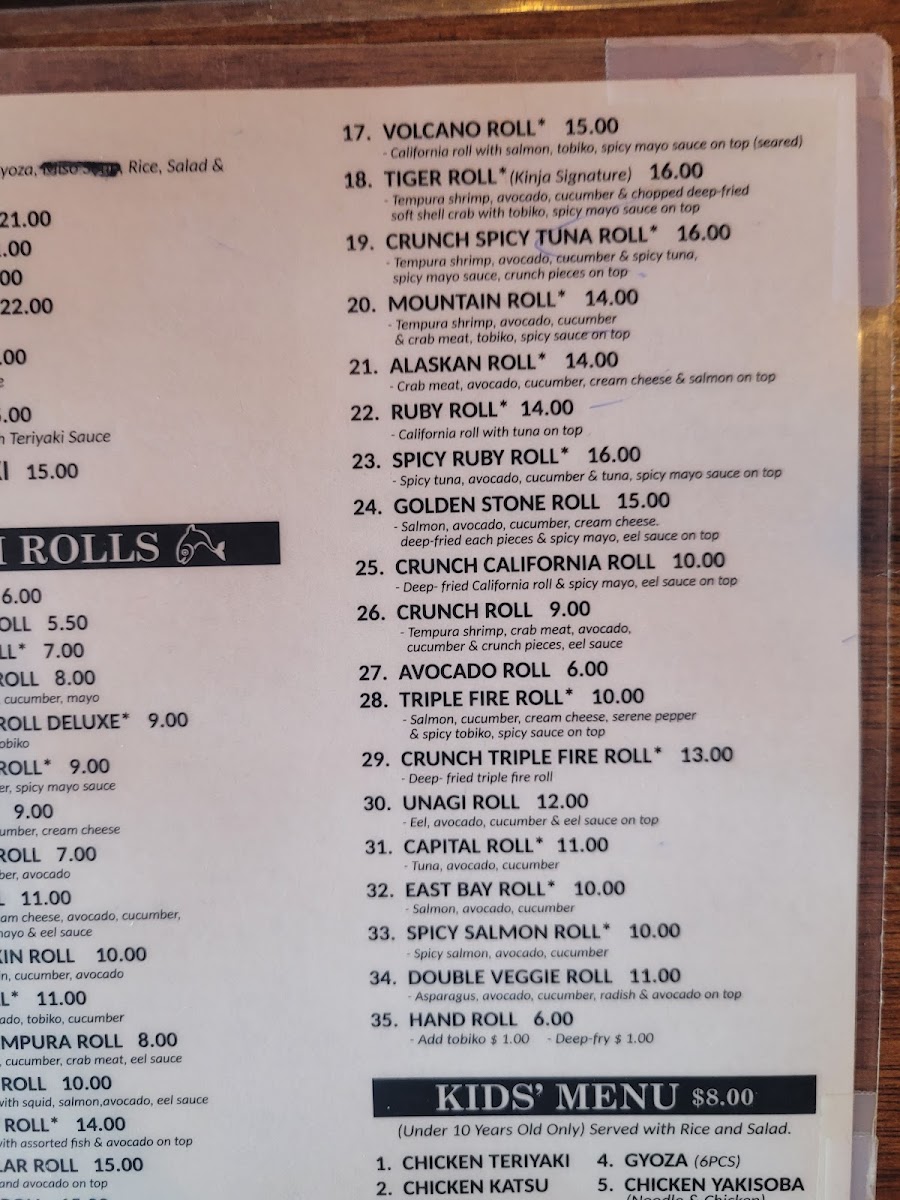 yoza, Rice, Salad &
21.00
.00
00
22.00
.00
e
.00
h Teriyaki Sauce
KI 15.00
I ROLLS
6.00
OLL 5.50
LL* 7.00
ROLL 8.00
cucumber, mayo
ROLL DELUXE* 9.00
obiko
ROLL* 9.00
er, spicy mayo sauce
9.00
umber, cream cheese
ROLL 7.00
ber, avocado
L 11.00
am cheese, avocado, cucumber,
mayo & eel sauce
KIN ROLL 10.00
n, cucumber, avocado
L* 11.00
ado, tobiko, cucumber
MPURA ROLL 8.00
, cucumber, crab meat, eel sauce
ROLL 10.00
with squid, salmon,avocado, eel sauce
ROLL* 14.00
with assorted fish & avocado on top
LAR ROLL 15.00
and avocado on top
17. VOLCANO ROLL* 15.00
- California roll with salmon, tobiko, spicy mayo sauce on top (seared)
18. TIGER ROLL* (Kinja Signature) 16.00
- Tempura shrimp, avocado, cucumber & chopped deep-fried
soft shell crab with tobiko, spicy mayo sauce on top
19. CRUNCH SPICY TUNA ROLL* 16.00
- Tempura shrimp, avocado, cucumber & spicy tuna,
spicy mayo sauce, crunch pieces on top
20. MOUNTAIN ROLL* 14.00
- Tempura shrimp, avocado, cucumber
& crab meat, tobiko, spicy sauce on top
21. ALASKAN ROLL* 14.00
- Crab meat, avocado, cucumber, cream cheese & salmon on top
22. RUBY ROLL* 14.00
- California roll with tuna on top
23. SPICY RUBY ROLL* 16.00
- Spicy tuna, avocado, cucumber & tuna, spicy mayo sauce on top
24. GOLDEN STONE ROLL 15.00
- Salmon, avocado, cucumber, cream cheese.
deep-fried each pieces & spicy mayo, eel sauce on top
25. CRUNCH CALIFORNIA ROLL 10.00
- Deep- fried California roll & spicy mayo, eel sauce on top
26. CRUNCH ROLL 9.00
- Tempura shrimp, crab meat, avocado,
cucumber & crunch pieces, eel sauce
27. AVOCADO ROLL 6.00
28. TRIPLE FIRE ROLL* 10.00
- Salmon, cucumber, cream cheese, serene pepper
& spicy tobiko, spicy sauce on top
29. CRUNCH TRIPLE FIRE ROLL* 13.00
- Deep- fried triple fire roll
30. UNAGI ROLL 12.00
- Eel, avocado, cucumber & eel sauce on top
31. CAPITAL ROLL* 11.00
- Tuna, avocado, cucumber
32. EAST BAY ROLL* 10.00
- Salmon, avocado, cucumber
33. SPICY SALMON ROLL* 10.00
- Spicy salmon, avocado, cucumber
34. DOUBLE VEGGIE ROLL 11.00
- Asparagus, avocado, cucumber, radish & avocado on top
35. HAND ROLL 6.00
- Add tobiko $ 1.00 - Deep-fry $ 1.00
KIDS' MENU $8.00
(Under 10 Years Old Only) Served with Rice and Salad.
1. CHICKEN TERIYAKI 4. GYOZA (6PCS)
2. CHICKEN KATSU 5. CHICKEN YAKISOBA
(Noodle & Chicken)